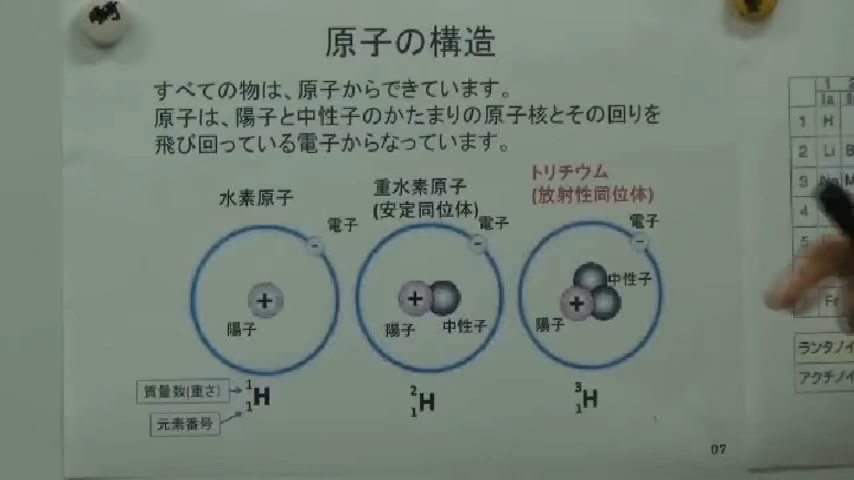 原子の構造
すべての物は、原子からできています。
原子は、陽子と中性子のかたまりの原子核とその回りを
飛び回っている電子からなっています。
水素原子
重水素原子
(安定同位体)
トリチウム
(放射性同位体)
電子
電子
電子
+
-
陽子
+
-
陽子
中性子
+
-
陽子
中性子
質量数(重さ)
元素番号
1
1
H
2
1
H
3
1
H
07
1
Ia
1 H
2 Li
3
4
5
Fr
ランタノイ
アクチノイ